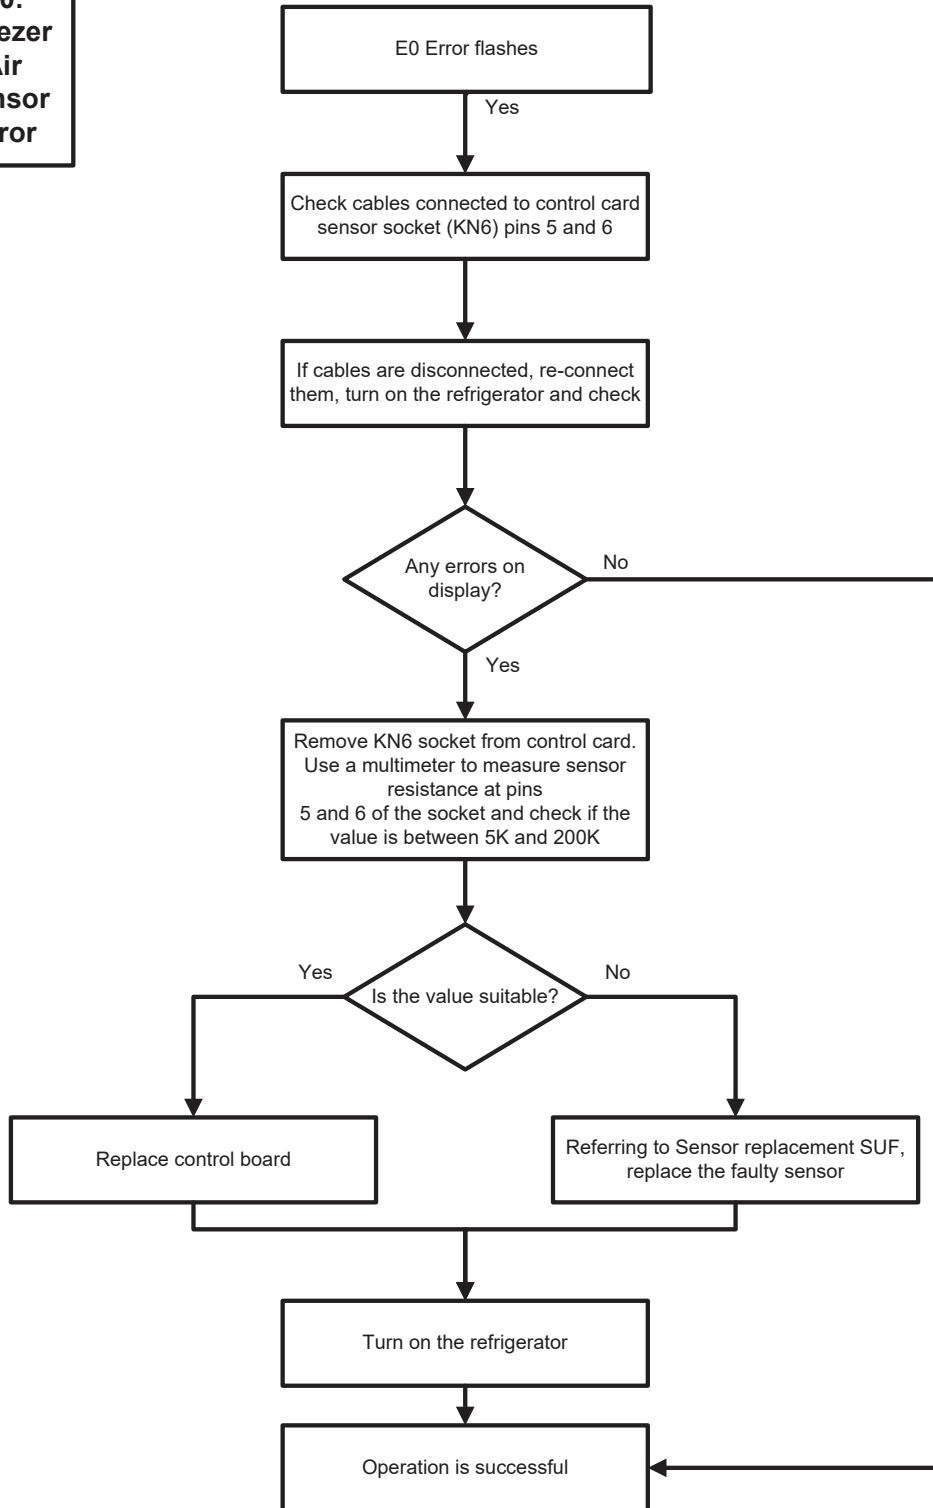 E0 Error flashes
Yes
Check cables connected to control card
sensor socket (KN6) pins 5 and 6
If cables are disconnected, re-connect
them, turn on the refrigerator and check
Any errors on
display?
No
Yes
Remove KN6 socket from control card.
Use a multimeter to measure sensor
resistance at pins
5 and 6 of the socket and check if the
value is between 5K and 200K
Yes
Is the value suitable?
No
Replace control board
Referring to Sensor replacement SUF,
replace the faulty sensor
Turn on the refrigerator
Operation is successful